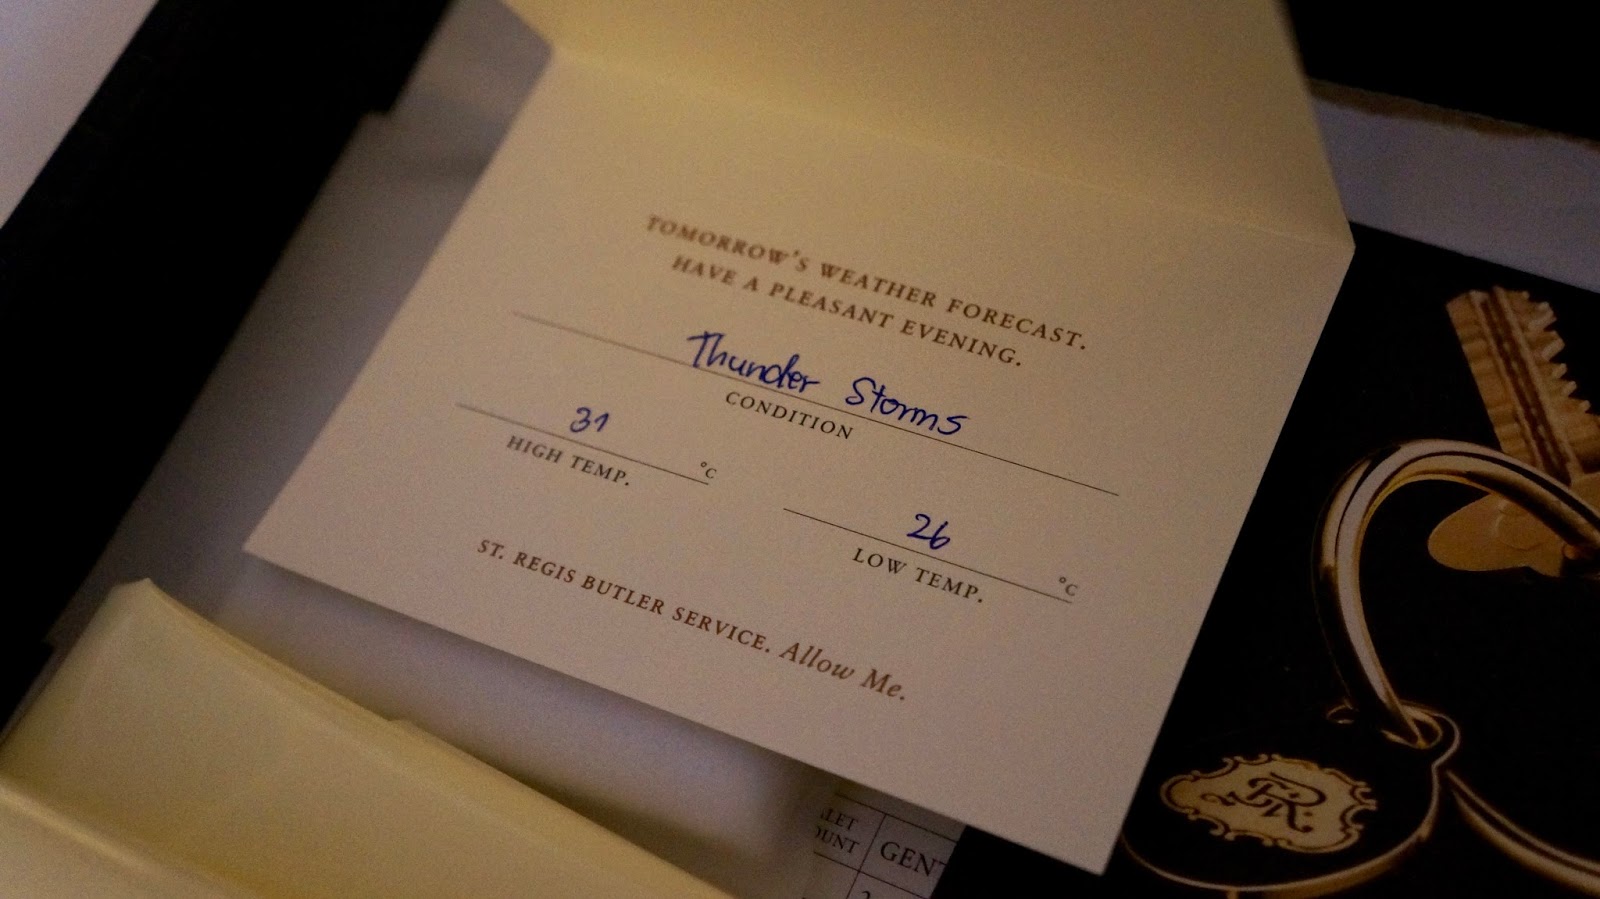 TOMORROW'S WEATHER FORECAST.
HAVE A PLEASANT EVENING.
Thunder Storms
CONDITION
31 °C
HIGH TEMP.
26 °C
LOW TEMP.
ST. REGIS BUTLER SERVICE. Allow Me.